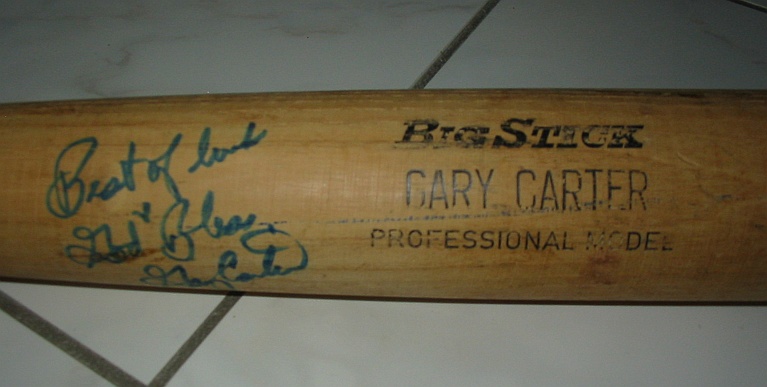 Best of luck
& God Bless
Gary Carter
BIG STICK
GARY CARTER
PROFESSIONAL MODEL